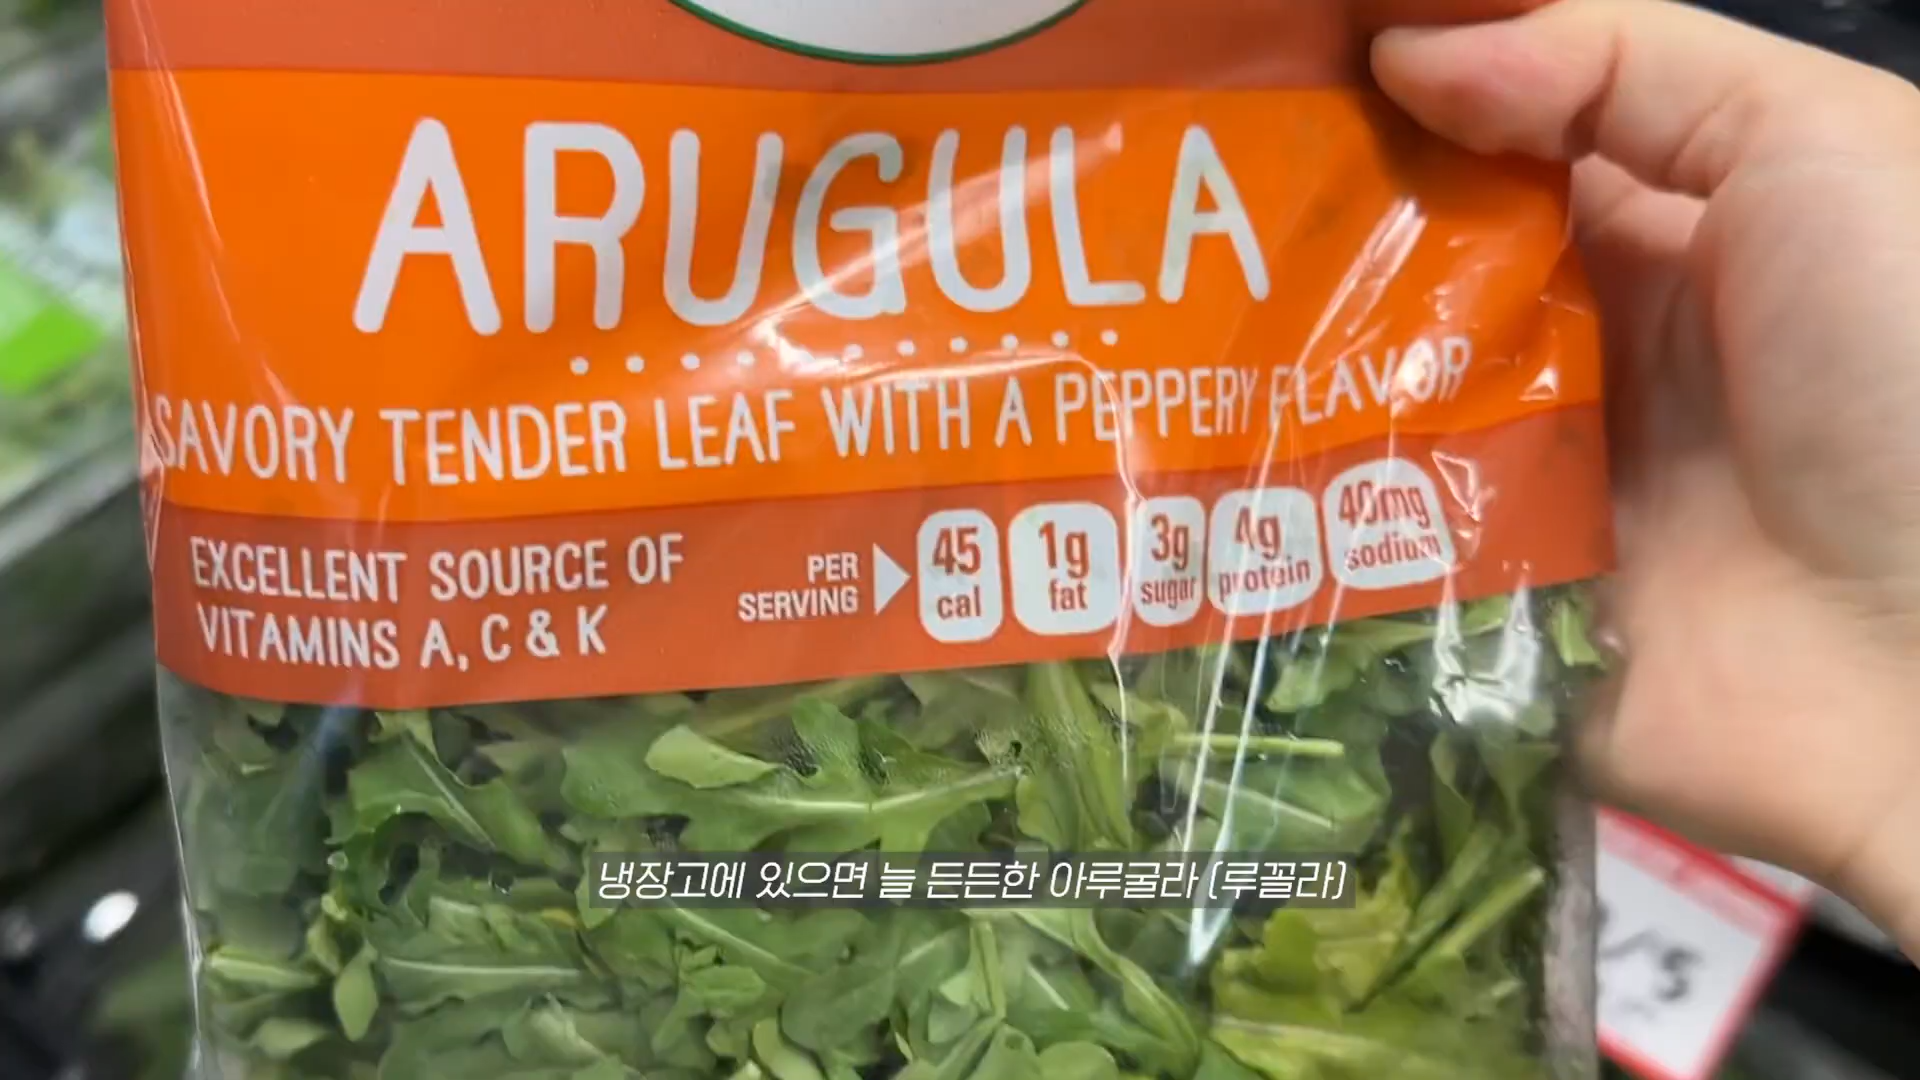 ARUGULA
SAVORY TENDER LEAF WITH A PEPPERY FLAVOR
EXCELLENT SOURCE OF
VITAMINS A, C & K
PER
SERVING
45
cal
1g
fat
3g
sugar
4g
protein
40mg
sodium
냉장고에 있으면 늘 든든한 아루굴라 (루꼴라)